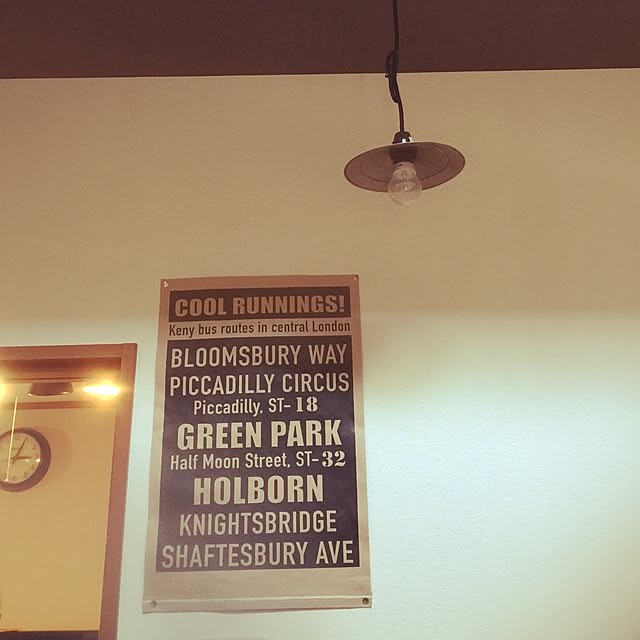 COOL RUNNINGS!
Keny bus routes in central London
BLOOMSBURY WAY
PICCADILLY CIRCUS
Piccadilly, ST-18
GREEN PARK
Half Moon Street, ST-32
HOLBORN
KNIGHTSBRIDGE
SHAFTESBURY AVE